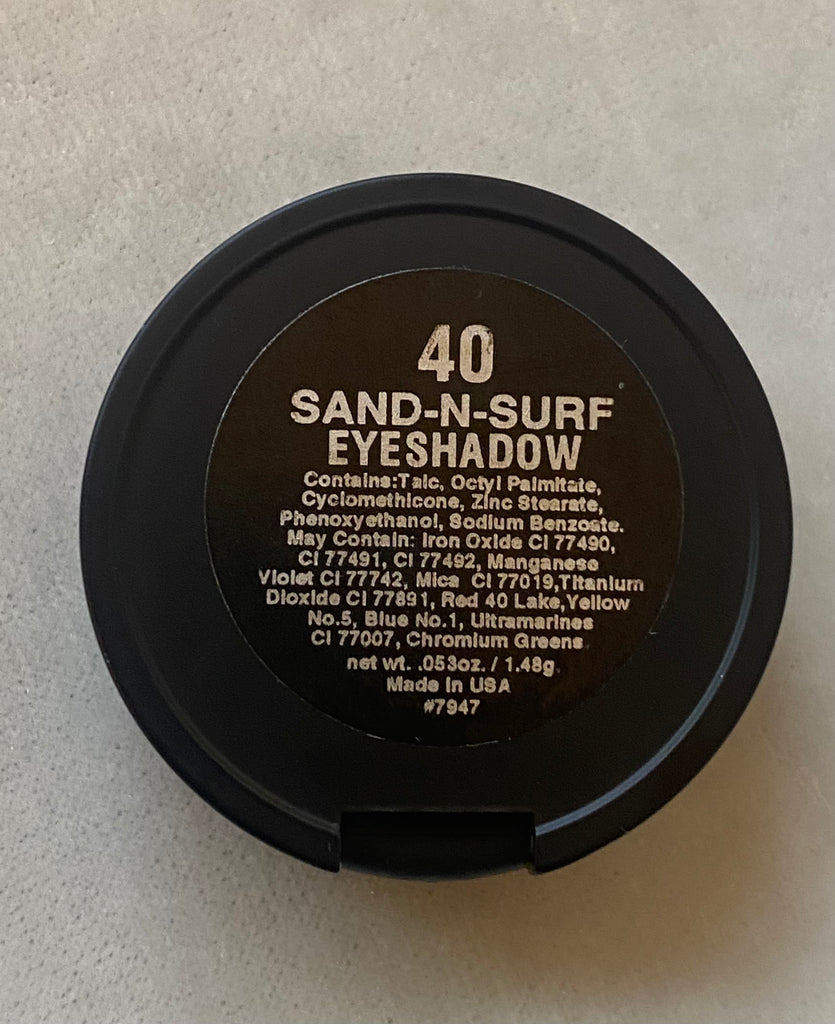 40
SAND-N-SURF
EYESHADOW
Contains:Talc, Octyl Palmitate,
Cyclomethicone, Zinc Stearate,
Phenoxyethanol, Sodium Benzoate.
May Contain: Iron Oxide CI 77490,
CI 77491, CI 77492, Manganese
Violet CI 77742, Mica CI 77019,Titanium
Dioxide CI 77891, Red 40 Lake,Yellow
No.5, Blue No.1, Ultramarines
CI 77007, Chromium Greens
net wt. .053oz. / 1.48g.
Made In USA
#7947